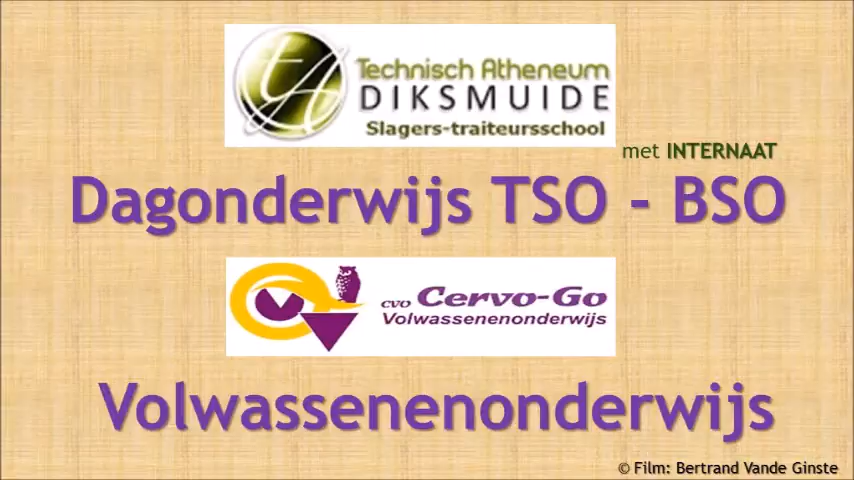 tA
Technisch Atheneum
DIKSMUIDE
Slagers-traiteursschool
met INTERNAAT
Dagonderwijs TSO - BSO
cvo Cervo-Go
Volwassenenonderwijs
Volwassenenonderwijs
© Film: Bertrand Vande Ginste